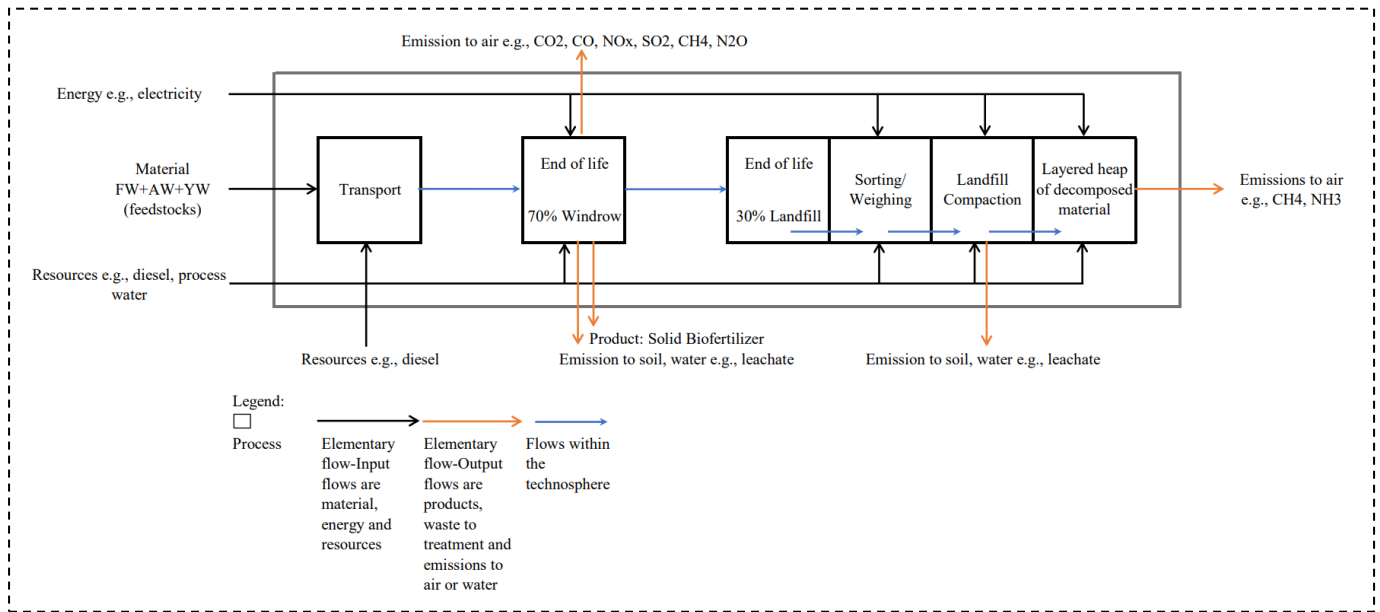 Emission to air e.g., CO2, CO, NOx, SO2, CH4, N2O
Energy e.g., electricity
Material
FW+AW+YW
(feedstocks)
Transport
End of life
70% Windrow
End of life
30% Landfill
Sorting/
Weighing
Landfill
Compaction
Layered heap
of decomposed
material
Emissions to air
e.g., CH4, NH3
Resources e.g., diesel, process
water
Resources e.g., diesel
Product: Solid Biofertilizer
Emission to soil, water e.g., leachate
Emission to soil, water e.g., leachate
Legend:
Process
Elementary
flow-Input
flows are
material,
energy and
resources
Elementary
flow-Output
flows are
products,
waste to
treatment and
emissions to
air or water
Flows within
the
technosphere